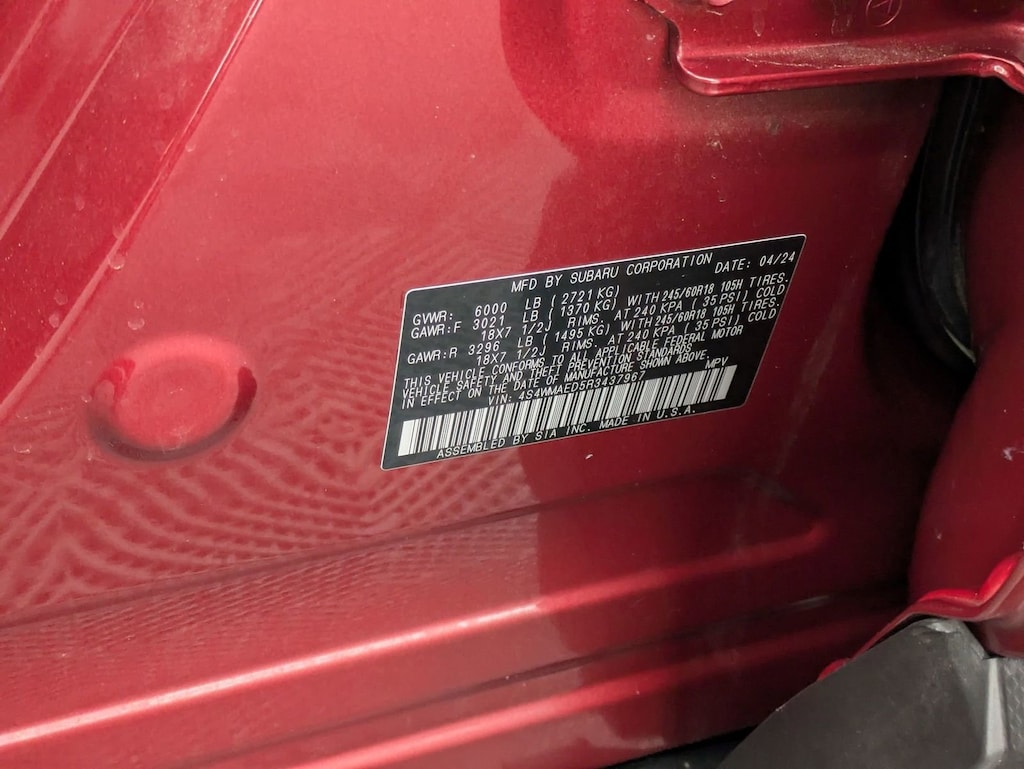 MFD BY SUBARU CORPORATION DATE: 04/24
GVWR: 6000 LB ( 2721 KG)
GAWR:F 3021 LB ( 1370 KG) WITH 245/60R18 105H TIRES.
18X7 1/2J RIMS. AT 240 KPA ( 35 PSI) COLD
GAWR:R 3296 LB ( 1495 KG) WITH 245/60R18 105H TIRES.
18X7 1/2J RIMS. AT 240 KPA ( 35 PSI) COLD
THIS VEHICLE CONFORMS TO ALL APPLICABLE FEDERAL MOTOR
VEHICLE SAFETY AND THEFT PREVENTION STANDARDS
IN EFFECT ON THE DATE OF MANUFACTURE SHOWN ABOVE.
VIN: 4S4WMAED5R3437967 MPV
ASSEMBLED BY SIA INC. MADE IN U.S.A.